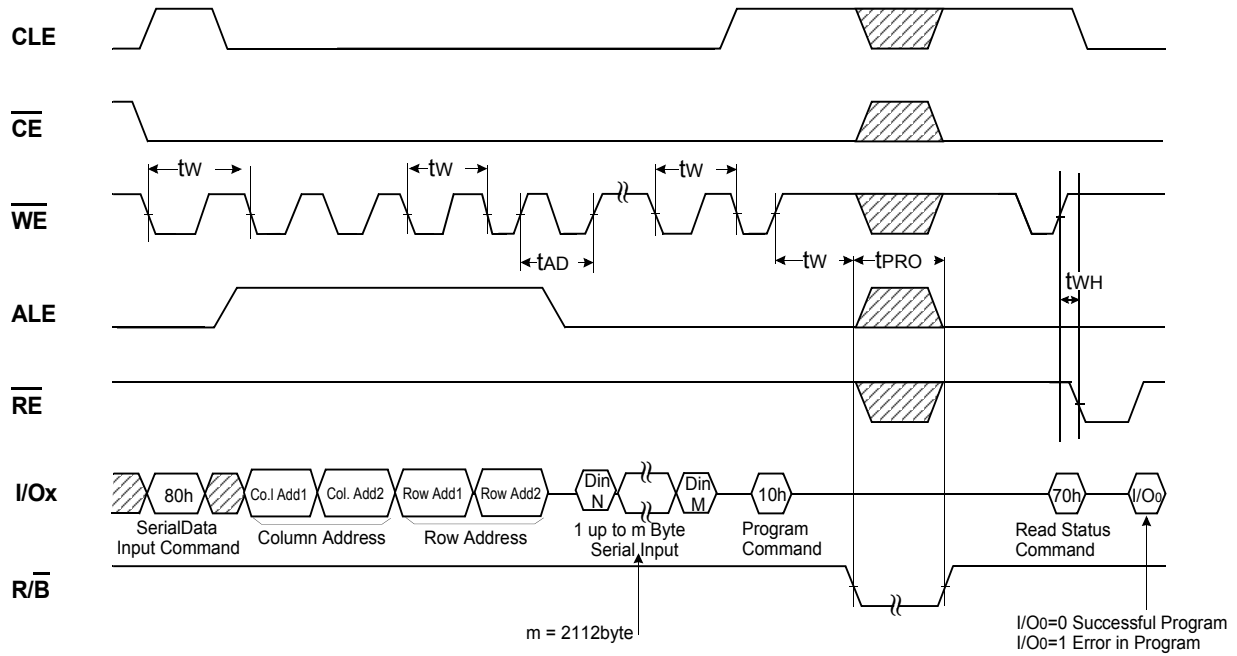 CLE
CE
tW tW tW
WE
tAD tW tPRO
tWH
ALE
RE
I/Ox
80h Co.l Add1 Col. Add2 Row Add1 Row Add2 Din N Din M 10h 70h I/O0
SerialData
Input Command
Column Address
Row Address
1 up to m Byte
Serial Input
Program
Command
Read Status
Command
R/B
m = 2112byte
I/O0=0 Successful Program
I/O0=1 Error in Program